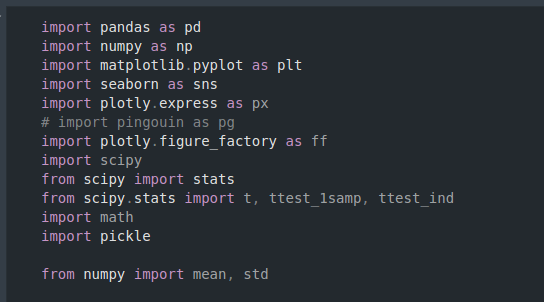 import pandas as pd
import numpy as np
import matplotlib.pyplot as plt
import seaborn as sns
import plotly.express as px
# import pingouin as pg
import plotly.figure_factory as ff
import scipy
from scipy import stats
from scipy.stats import t, ttest_1samp, ttest_ind
import math
import pickle
from numpy import mean, std